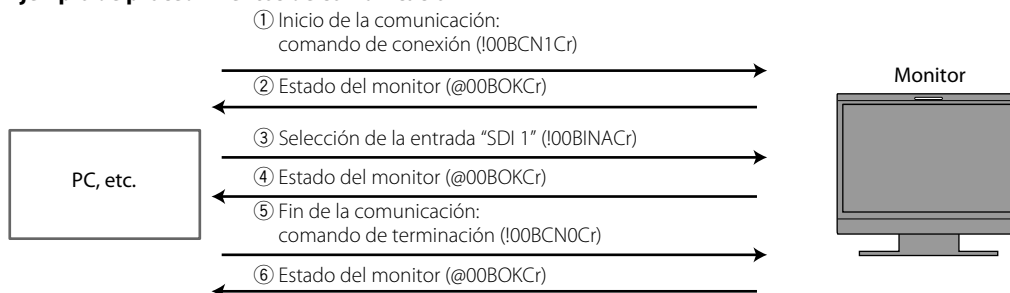 ① Inicio de la comunicación:
comando de conexión (!00BCN1Cr)
② Estado del monitor (@00BOKCr)
③ Selección de la entrada “SDI 1” (!00BINACr)
④ Estado del monitor (@00BOKCr)
⑤ Fin de la comunicación:
comando de terminación (!00BCN0Cr)
⑥ Estado del monitor (@00BOKCr)
PC, etc.
Monitor